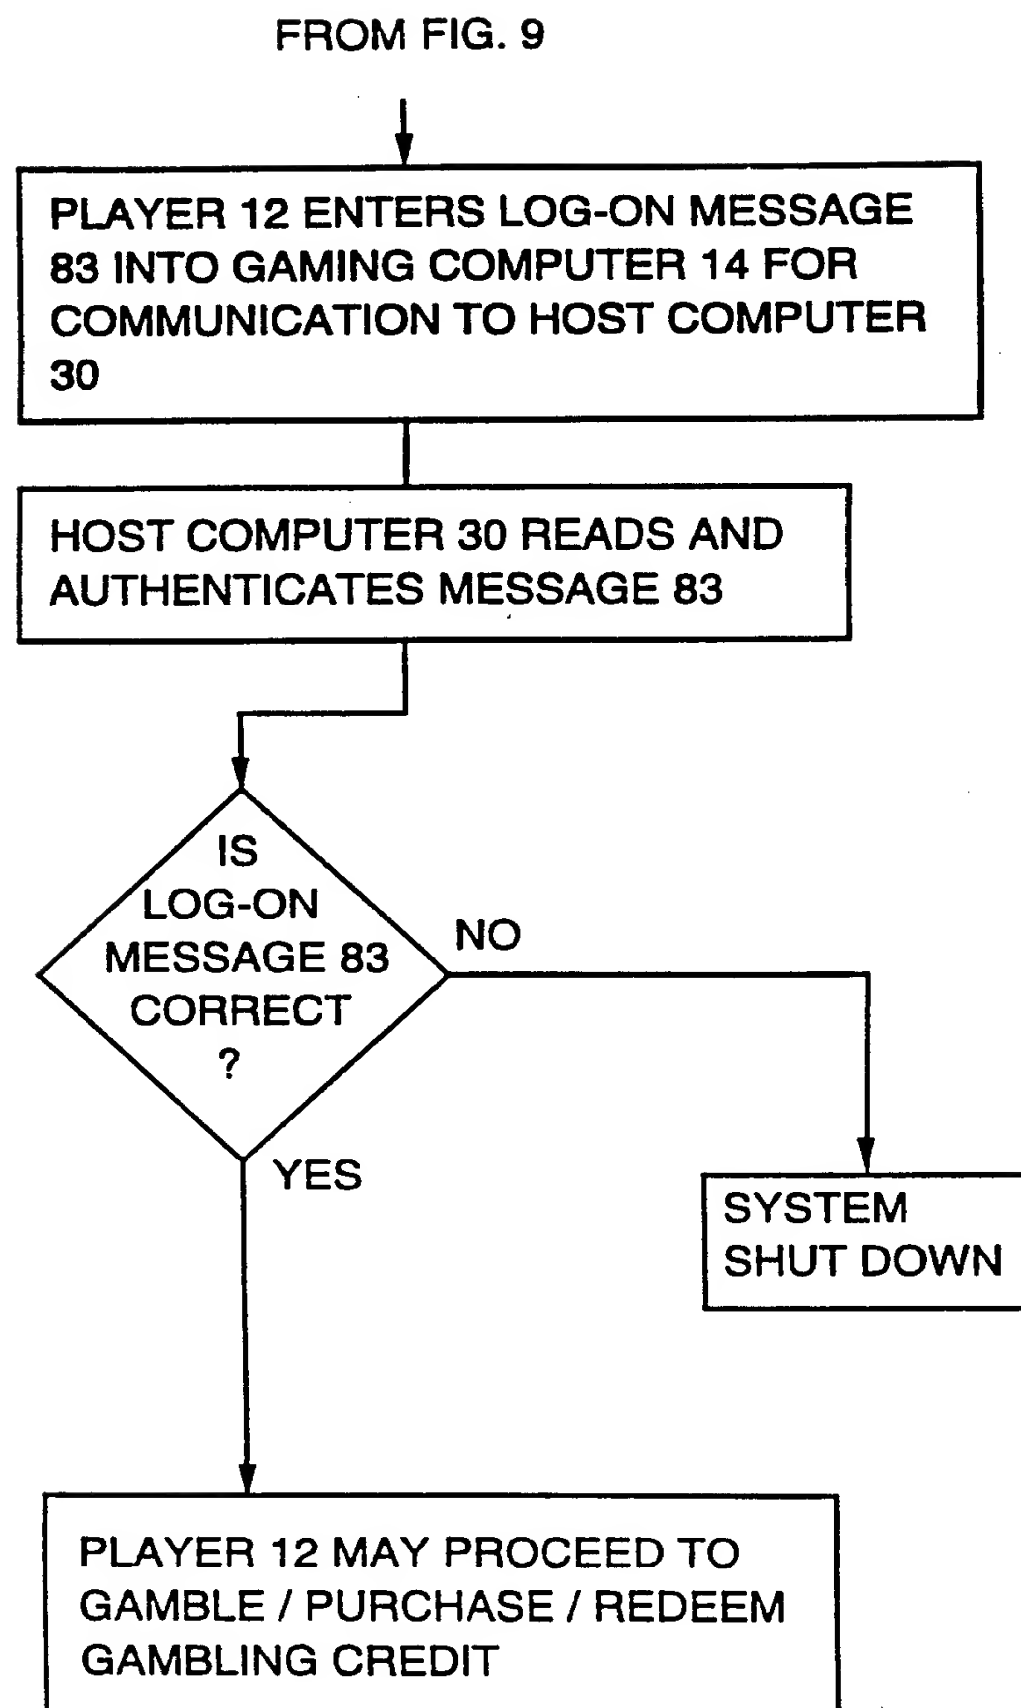 FROM FIG. 9
PLAYER 12 ENTERS LOG-ON MESSAGE
83 INTO GAMING COMPUTER 14 FOR
COMMUNICATION TO HOST COMPUTER
30
HOST COMPUTER 30 READS AND
AUTHENTICATES MESSAGE 83
IS
LOG-ON
MESSAGE 83
CORRECT
?
NO
YES
SYSTEM
SHUT DOWN
PLAYER 12 MAY PROCEED TO
GAMBLE / PURCHASE / REDEEM
GAMBLING CREDIT